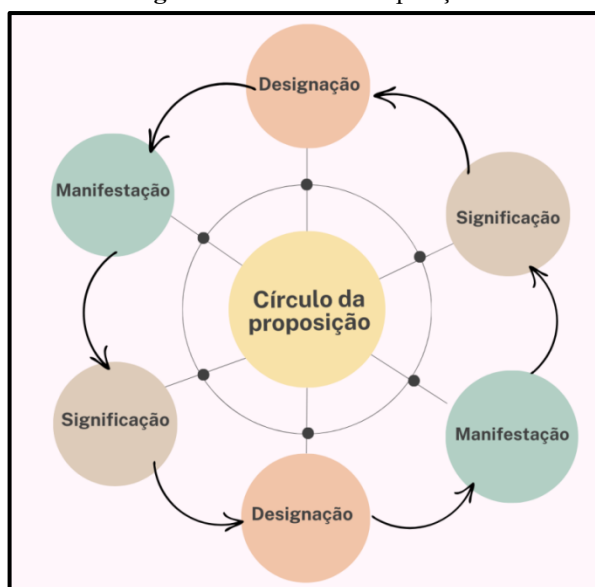 Designação
Manifestação
Significação
Círculo da
proposição
Significação
Manifestação
Designação